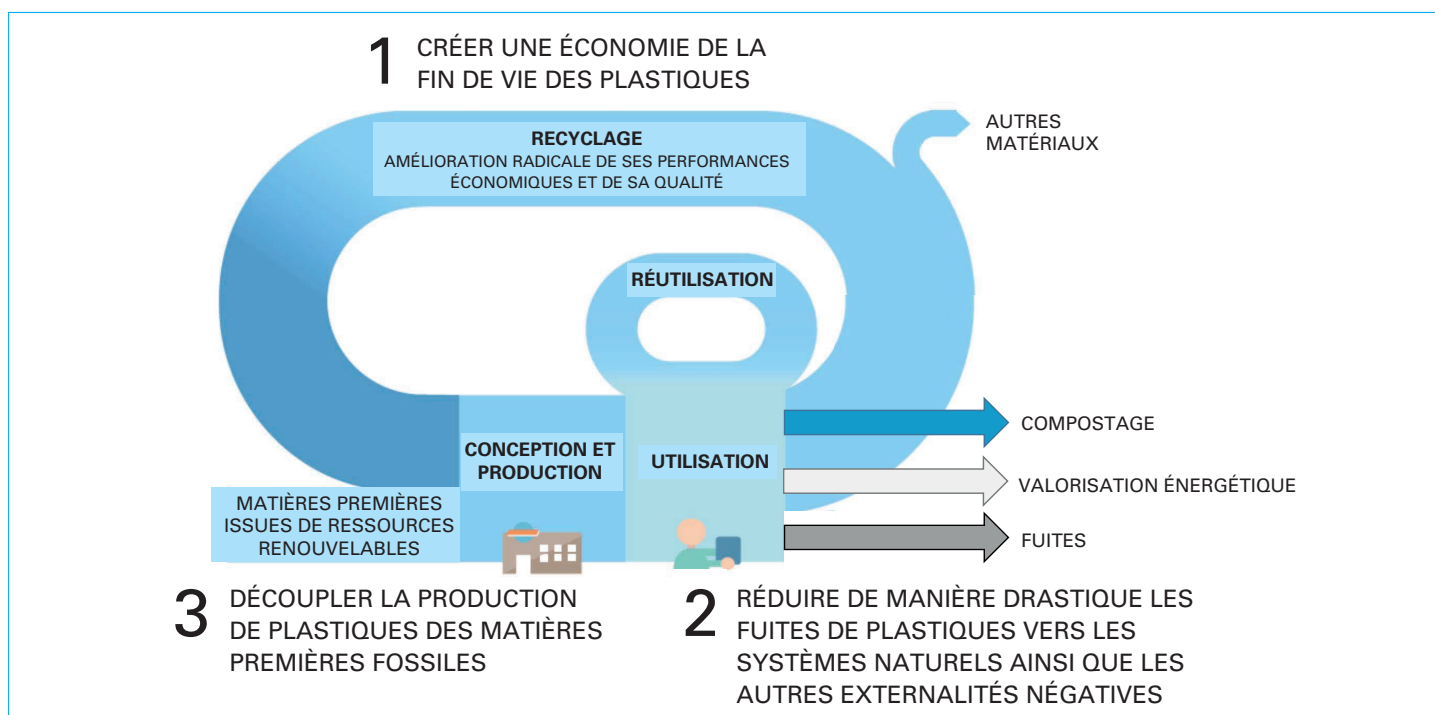 1
CRÉER UNE ÉCONOMIE DE LA
FIN DE VIE DES PLASTIQUES
RECYCLAGE
AMÉLIORATION RADICALE DE SES PERFORMANCES
ÉCONOMIQUES ET DE SA QUALITÉ
AUTRES
MATÉRIAUX
RÉUTILISATION
CONCEPTION ET
PRODUCTION
UTILISATION
COMPOSTAGE
VALORISATION ÉNERGÉTIQUE
FUITES
MATIÈRES PREMIÈRES
ISSUES DE RESSOURCES
RENOUVELABLES
3
DÉCOUPLER LA PRODUCTION
DE PLASTIQUES DES MATIÈRES
PREMIÈRES FOSSILES
2
RÉDUIRE DE MANIÈRE DRASTIQUE LES
FUITES DE PLASTIQUES VERS LES
SYSTÈMES NATURELS AINSI QUE LES
AUTRES EXTERNALITÉS NÉGATIVES